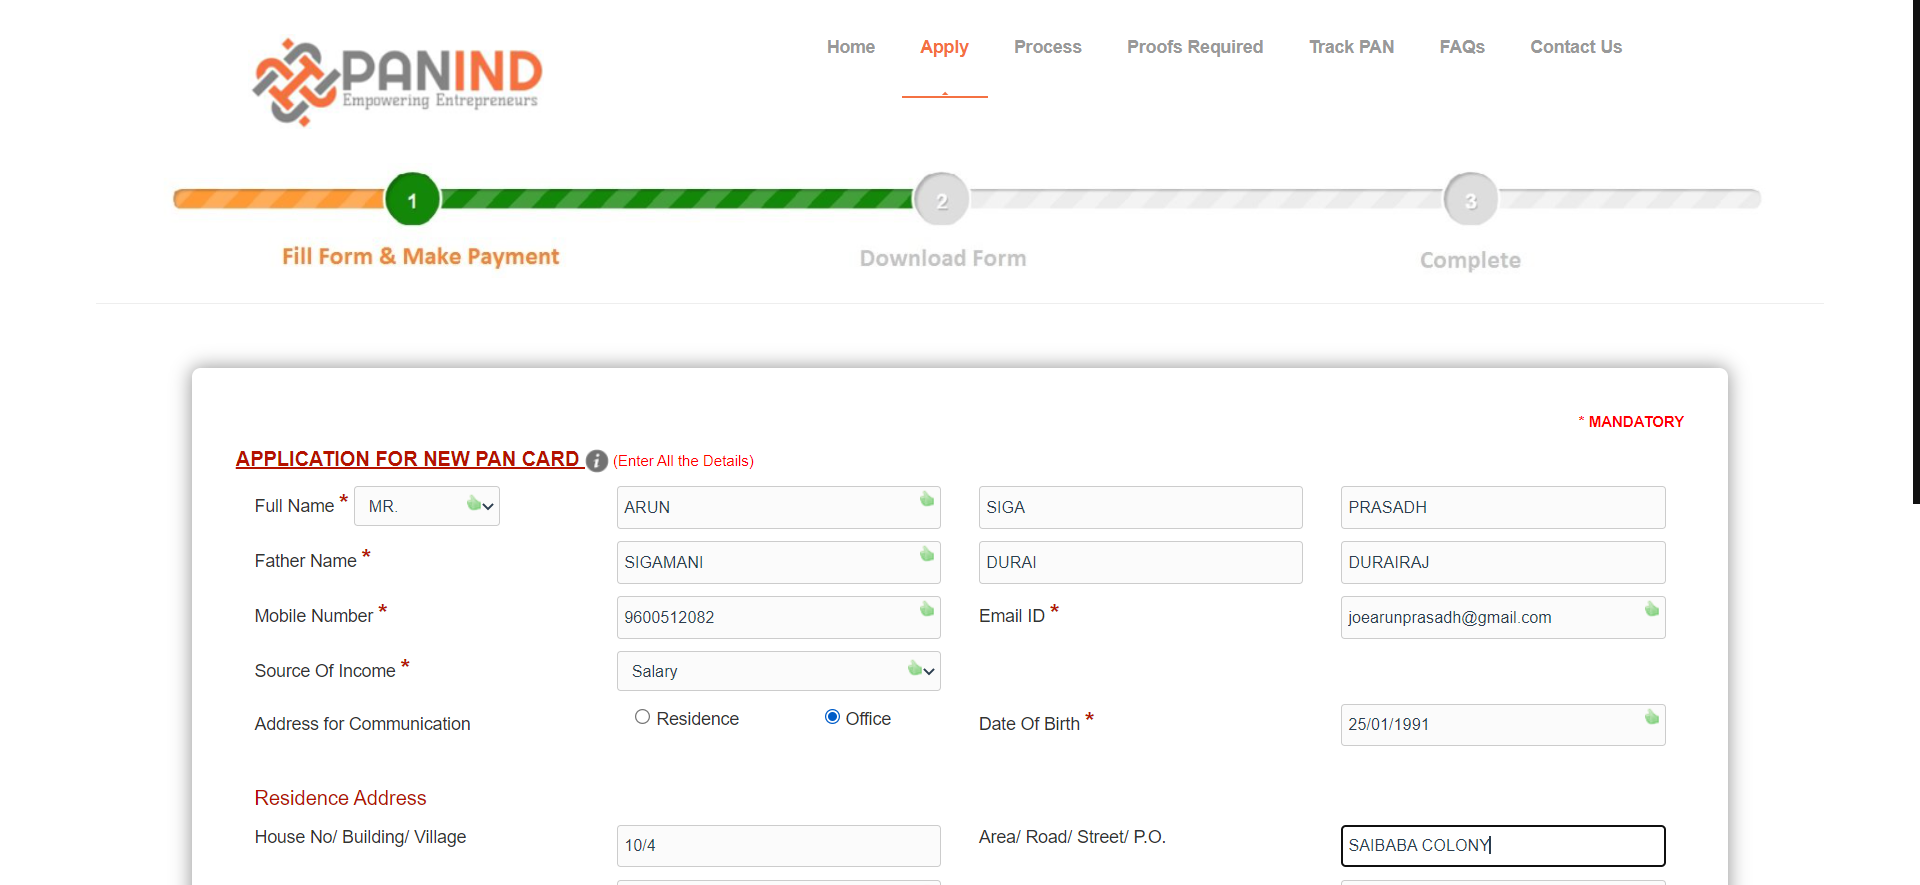 PANIND
Empowering Entrepreneurs
Home Apply Process Proofs Required Track PAN FAQs Contact Us
1 2 3
Fill Form & Make Payment Download Form Complete
* MANDATORY
APPLICATION FOR NEW PAN CARD i (Enter All the Details)
Full Name * MR. ARUN SIGA PRASADH
Father Name * SIGAMANI DURAI DURAIRAJ
Mobile Number * 9600512082 Email ID * joearunprasadh@gmail.com
Source Of Income * Salary
Address for Communication Residence Office Date Of Birth * 25/01/1991
Residence Address
House No/ Building/ Village 10/4 Area/ Road/ Street/ P.O. SAIBABA COLONY